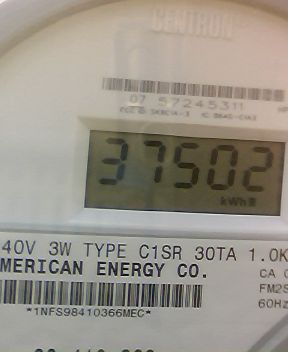 CENTRON
07 57245311
37502
kWh
40V 3W TYPE C1SR 30TA 1.0K
MERICAN ENERGY CO.
CA
FM2S
60Hz
*1NFS98410366MEC*